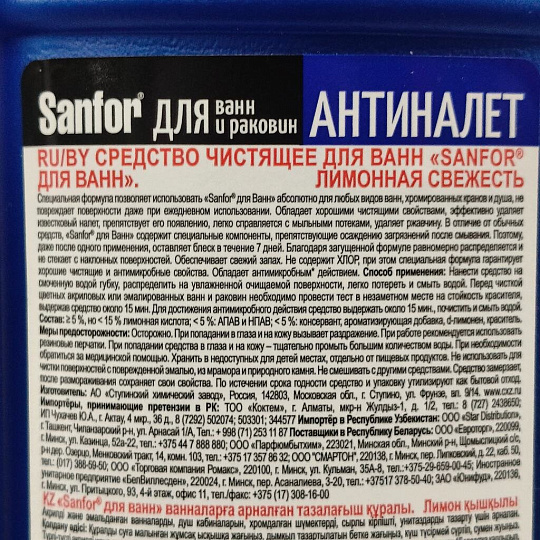 Sanfor® ДЛЯ ванн и раковин АНТИНАЛЕТ
RU/BY СРЕДСТВО ЧИСТЯЩЕЕ ДЛЯ ВАНН «SANFOR®
ДЛЯ ВАНН». ЛИМОННАЯ СВЕЖЕСТЬ
Специальная формула позволяет использовать «Sanfor® для Ванн» абсолютно для любых видов ванн, хромированных кранов и душа, не
повреждает поверхности даже при ежедневном использовании. Обладает хорошими чистящими свойствами, эффективно удаляет
известковый налет, препятствует его появлению, легко справляется с мыльными потеками, удаляет ржавчину. В отличие от обычных
средств, «Sanfor® для Ванн» содержит специальные компоненты, препятствующие осаждению загрязнений после смывания. Поэтому,
даже после одного применения, оставляет блеск в течение 7 дней. Благодаря загущенной формуле равномерно распределяется и
не стекает с наклонных поверхностей. Обеспечивает свежий запах. Не содержит ХЛОР, при этом специальная формула гарантирует
хорошие чистящие и антимикробные свойства. Обладает антимикробным* действием. Способ применения: Нанести средство на
смоченную водой губку, распределить на увлажненной очищаемой поверхности, легко потереть и смыть водой. Перед чисткой
цветных акриловых или эмалированных ванн и раковин необходимо провести тест в незаметном месте на стойкость красителя,
выдержав средство около 15 мин. Для достижения антимикробного действия средство выдержать около 15 мин., почистить и смыть водой.
Состав: ≥ 5 %, но < 15 % лимонная кислота; < 5 %: АПАВ и НПАВ; < 5 %: консервант, ароматизирующая добавка, d-лимонен, краситель.
Меры предосторожности: Осторожно. При попадании в глаза и на кожу вызывает раздражение. При работе рекомендуется использовать
резиновые перчатки. При попадании средства в глаза и на кожу – тщательно промыть большим количеством воды. При необходимости
обратиться за медицинской помощью. Хранить в недоступных для детей местах, отдельно от пищевых продуктов. Не использовать для
чистки поверхностей с поврежденной эмалью, из мрамора и природного камня. Не смешивать с другими средствами. Средство замерзает,
после размораживания сохраняет свои свойства. По истечении срока годности средство и упаковку утилизируют как бытовой отход.
Изготовитель: АО «Ступинский химический завод», Россия, 142803, Московская обл., г. Ступино, ул. Фрунзе, вл. 9/14. www.cxz.ru
Импортёры, принимающие претензии в РК: ТОО «Коктем», г. Алматы, мкр-н Жулдыз-1, д. 1/2, тел.: 8 (727) 2436650;
ИП Чукачев Ю.А., г. Актау, 4 мкр., 36 д., 8 (7292) 502074; 503301; 344577 Импортёр в Республике Узбекистан: ООО «Star Distribution»,
г. Ташкент, Чиланзарский р-н, ул. Арнасай 1/А, Тел.: + 998 (71) 253 11 87 Поставщики в Республику Беларусь: ООО «Евроторг», 220099,
г. Минск, ул. Казинца, 52а-22, тел.: +375 44 7 888 880; ООО «Парфюмбытхим», 223021, Минская обл., Минский р-н, Щомыслицкий с/с,
р-н дер. Озерцо, Меньковский тракт, 14, комн. 103, тел.: +375 17 357 86 32; ООО "СМАРТОН", 220138, г. Минск, пер. Липковский, д. 22, каб. 50,
тел.: (017) 388-59-50; ООО «Торговая компания Ромакс», 220100, г. Минск, ул. Кульман, 35А-8, тел.:+375-29-659-00-45; Иностранное
унитарное предприятие «БелВиллесден», 220024, г. Минск, пер. Асаналиева, 3-20, тел.: +37517 378-50-40; ЗАО «Юнифуд», 220136,
г. Минск, ул. Притыцкого, 93, 4-й этаж, офис 11, тел./факс: +375 (17) 308-16-00
KZ «Sanfor® для ванн» ванналарға арналған тазалағыш құралы. Лимон қышқылы